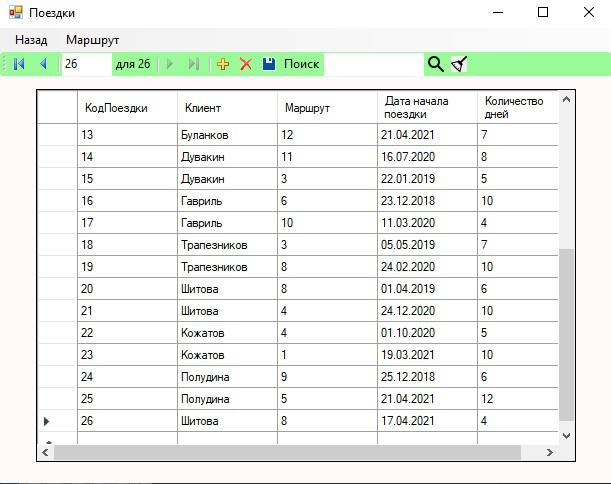 Поездки
Назад Маршрут
26 для 26 Поиск
КодПоездки Клиент Маршрут Дата начала поездки Количество дней
13 Буланков 12 21.04.2021 7
14 Дувакин 11 16.07.2020 8
15 Дувакин 3 22.01.2019 5
16 Гавриль 6 23.12.2018 10
17 Гавриль 10 11.03.2020 4
18 Трапезников 3 05.05.2019 7
19 Трапезников 8 24.02.2020 10
20 Шитова 8 01.04.2019 6
21 Шитова 4 24.12.2020 10
22 Кожатов 4 01.10.2020 5
23 Кожатов 1 19.03.2021 10
24 Полудина 9 25.12.2018 6
25 Полудина 5 21.04.2021 12
26 Шитова 8 17.04.2021 4